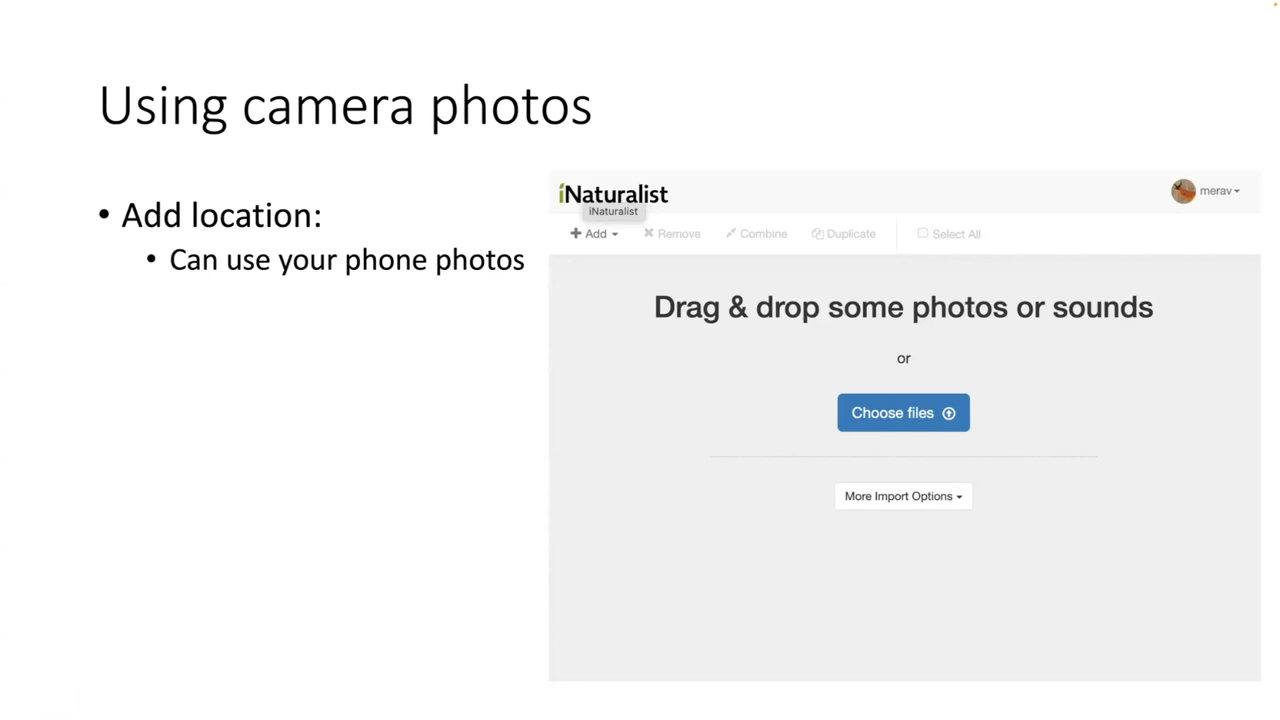 Using camera photos
• Add location:
• Can use your phone photos
iNaturalist
merav
iNaturalist
Add
Remove
Combine
Duplicate
Select All
Drag & drop some photos or sounds
or
Choose files
More Import Options